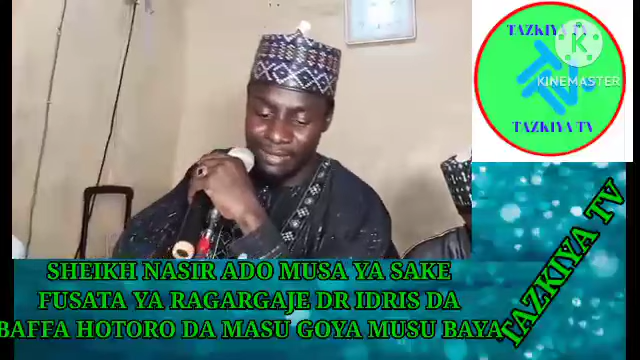 TAZKIYA TV
KINEMASTER
TAZKIYA TV
TAZKIYA TV
SHEIKH NASIR ADO MUSA YA SAKE
FUSATA YA RAGARGAJE DR IDRIS DA
BAFFA HOTORO DA MASU GOYA MUSU BAYA